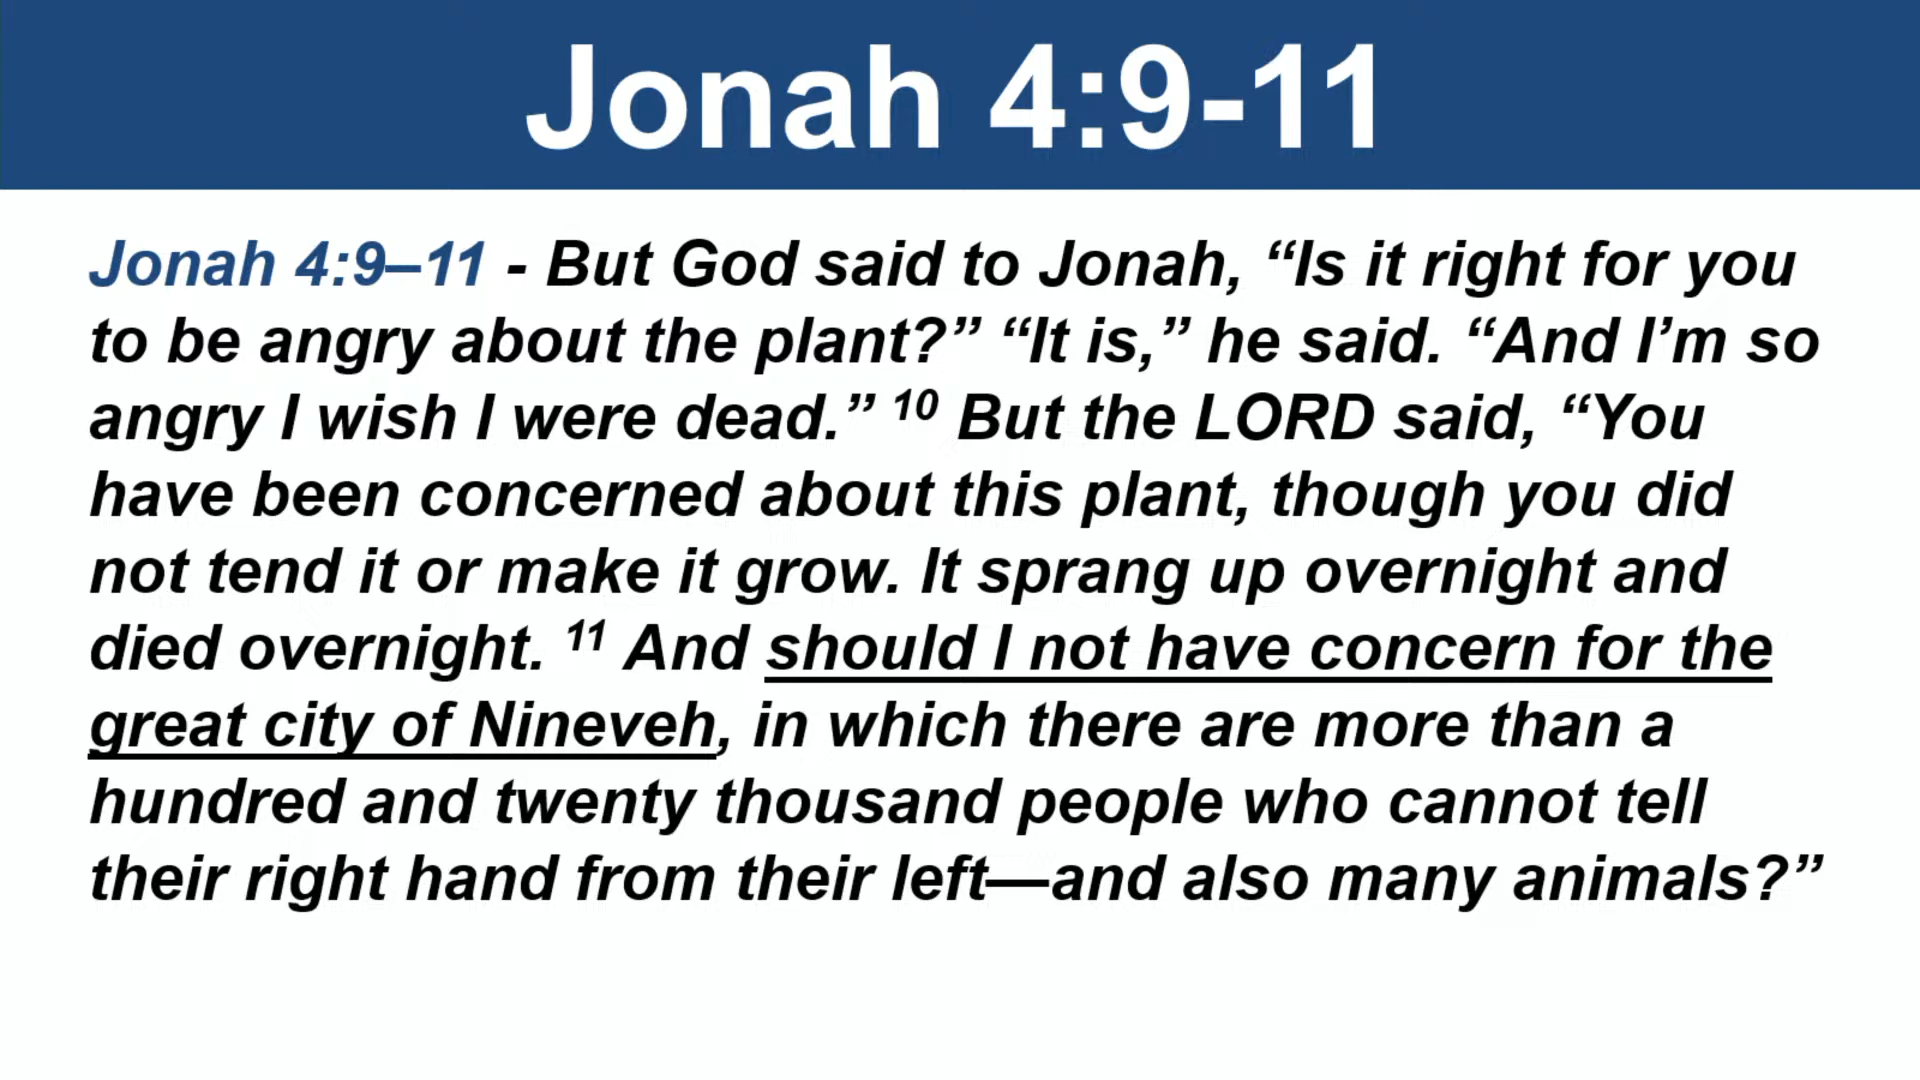 Jonah 4:9-11
Jonah 4:9–11 - But God said to Jonah, “Is it right for you
to be angry about the plant?” “It is,” he said. “And I’m so
angry I wish I were dead.” 10 But the LORD said, “You
have been concerned about this plant, though you did
not tend it or make it grow. It sprang up overnight and
died overnight. 11 And should I not have concern for the
great city of Nineveh, in which there are more than a
hundred and twenty thousand people who cannot tell
their right hand from their left—and also many animals?”